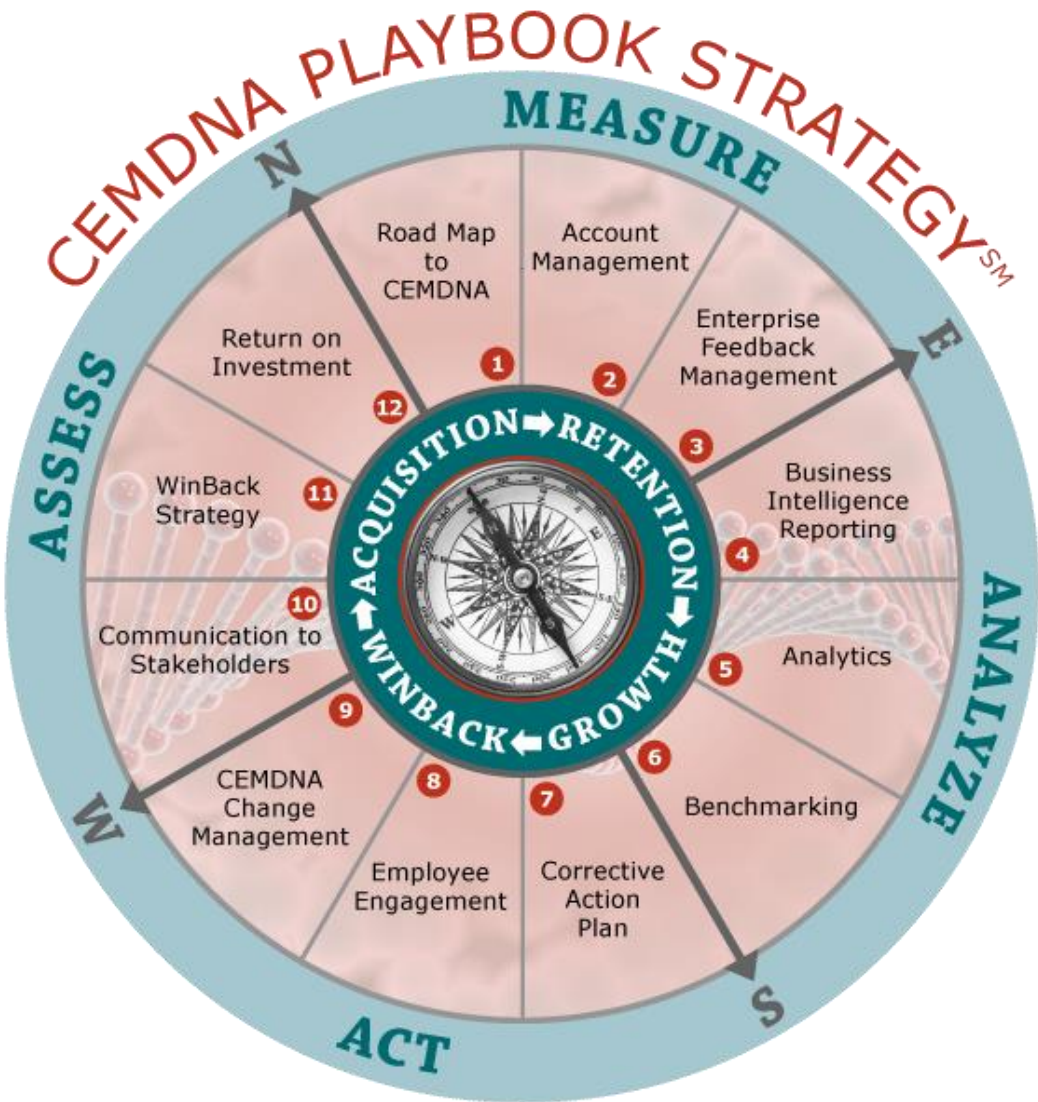 CEMDNA PLAYBOOK STRATEGY℠
MEASURE
ANALYZE
ACT
ASSESS
N
E
S
W
Road Map
to
CEMDNA
1
Account
Management
2
Enterprise
Feedback
Management
3
Business
Intelligence
Reporting
4
Analytics
5
Benchmarking
6
Corrective
Action
Plan
7
Employee
Engagement
8
CEMDNA
Change
Management
9
Communication to
Stakeholders
10
WinBack
Strategy
11
Return on
Investment
12
ACQUISITION
RETENTION
GROWTH
WINBACK